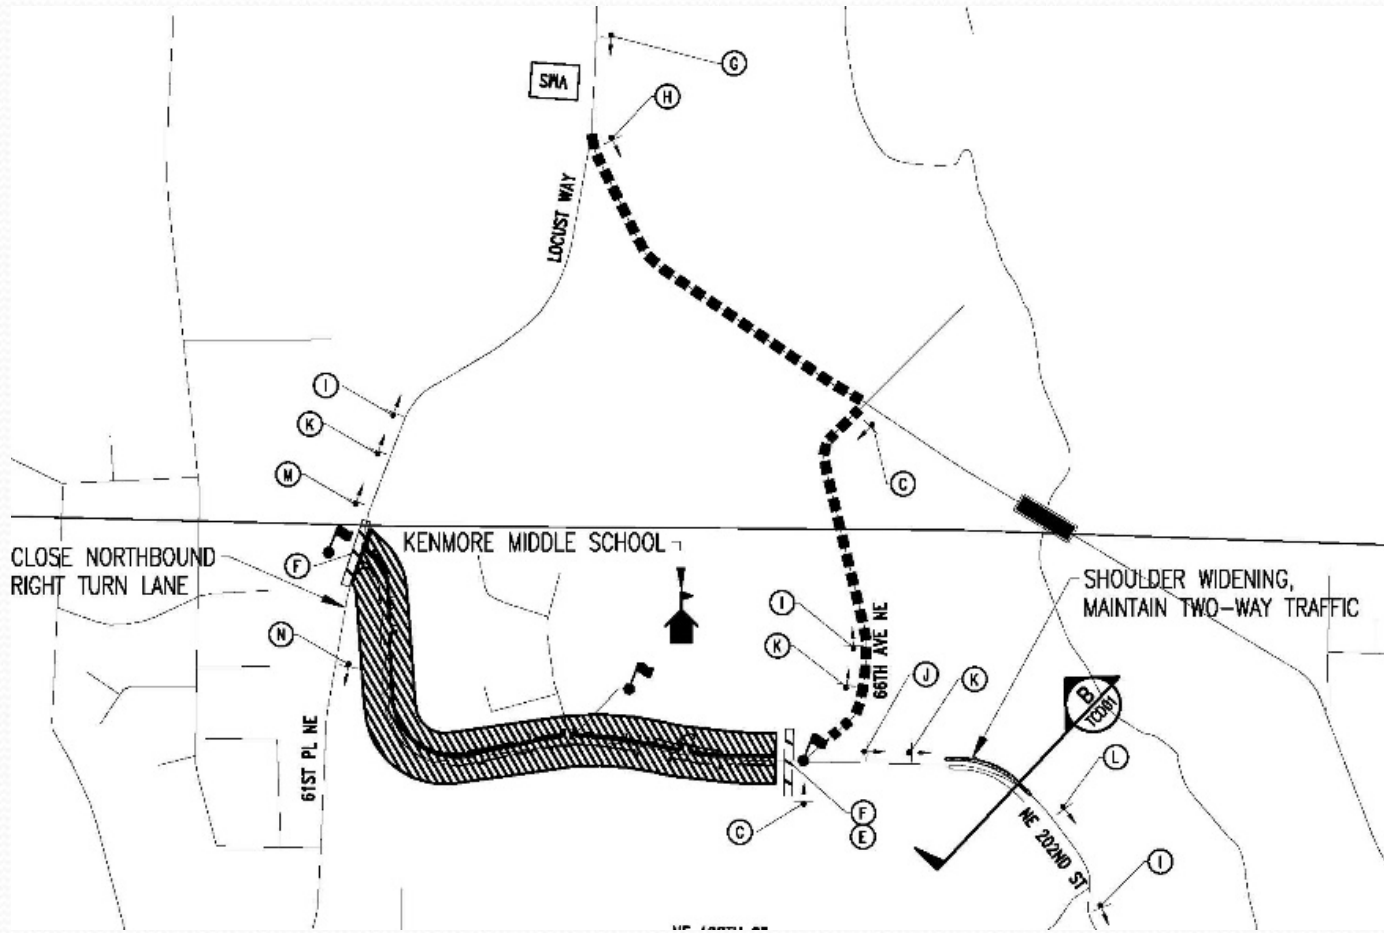 G
SMA
H
LOCUST WAY
I
K
C
M
CLOSE NORTHBOUND
RIGHT TURN LANE
F
KENMORE MIDDLE SCHOOL
SHOULDER WIDENING,
MAINTAIN TWO-WAY TRAFFIC
I
N
K
66TH AVE NE
J
K
B
TC001
61ST PL NE
L
C
F
E
NE 202ND ST
I